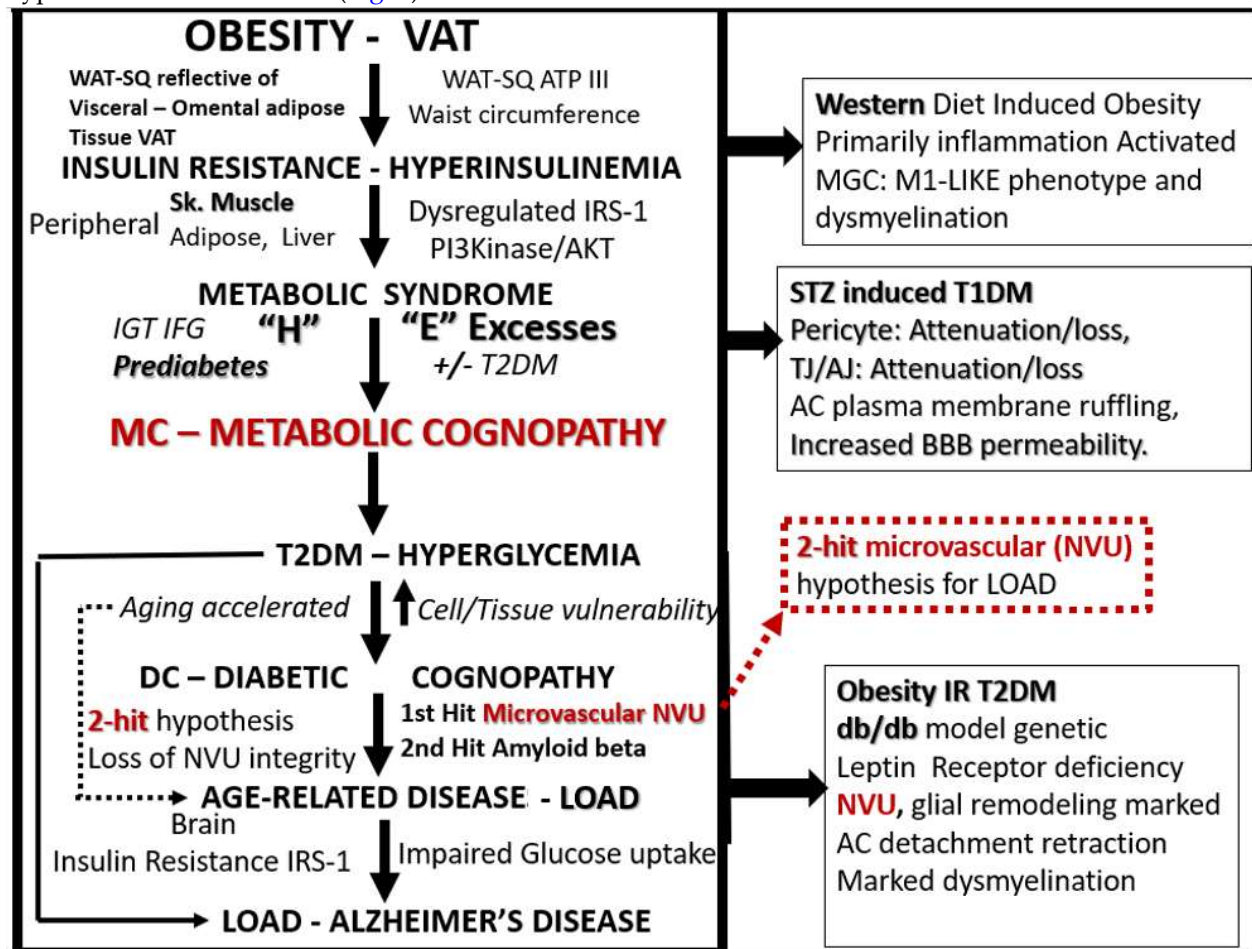 OBESITY - VAT
WAT-SQ reflective of
Visceral – Omental adipose
Tissue VAT
WAT-SQ ATP III
Waist circumference
INSULIN RESISTANCE - HYPERINSULINEMIA
Peripheral
Sk. Muscle
Adipose, Liver
Dysregulated IRS-1
PI3Kinase/AKT
METABOLIC SYNDROME
IGT IFG
Prediabetes
“H”
“E” Excesses
+/- T2DM
MC – METABOLIC COGNOPATHY
T2DM – HYPERGLYCEMIA
Aging accelerated
Cell/Tissue vulnerability
DC – DIABETIC COGNOPATHY
2-hit hypothesis
Loss of NVU integrity
1st Hit Microvascular NVU
2nd Hit Amyloid beta
AGE-RELATED DISEASE - LOAD
Brain
Insulin Resistance IRS-1
Impaired Glucose uptake
LOAD - ALZHEIMER’S DISEASE
Western Diet Induced Obesity
Primarily inflammation Activated
MGC: M1-LIKE phenotype and
dysmyelination
STZ induced T1DM
Pericyte: Attenuation/loss,
TJ/AJ: Attenuation/loss
AC plasma membrane ruffling,
Increased BBB permeability.
2-hit microvascular (NVU)
hypothesis for LOAD
Obesity IR T2DM
db/db model genetic
Leptin Receptor deficiency
NVU, glial remodeling marked
AC detachment retraction
Marked dysmyelination